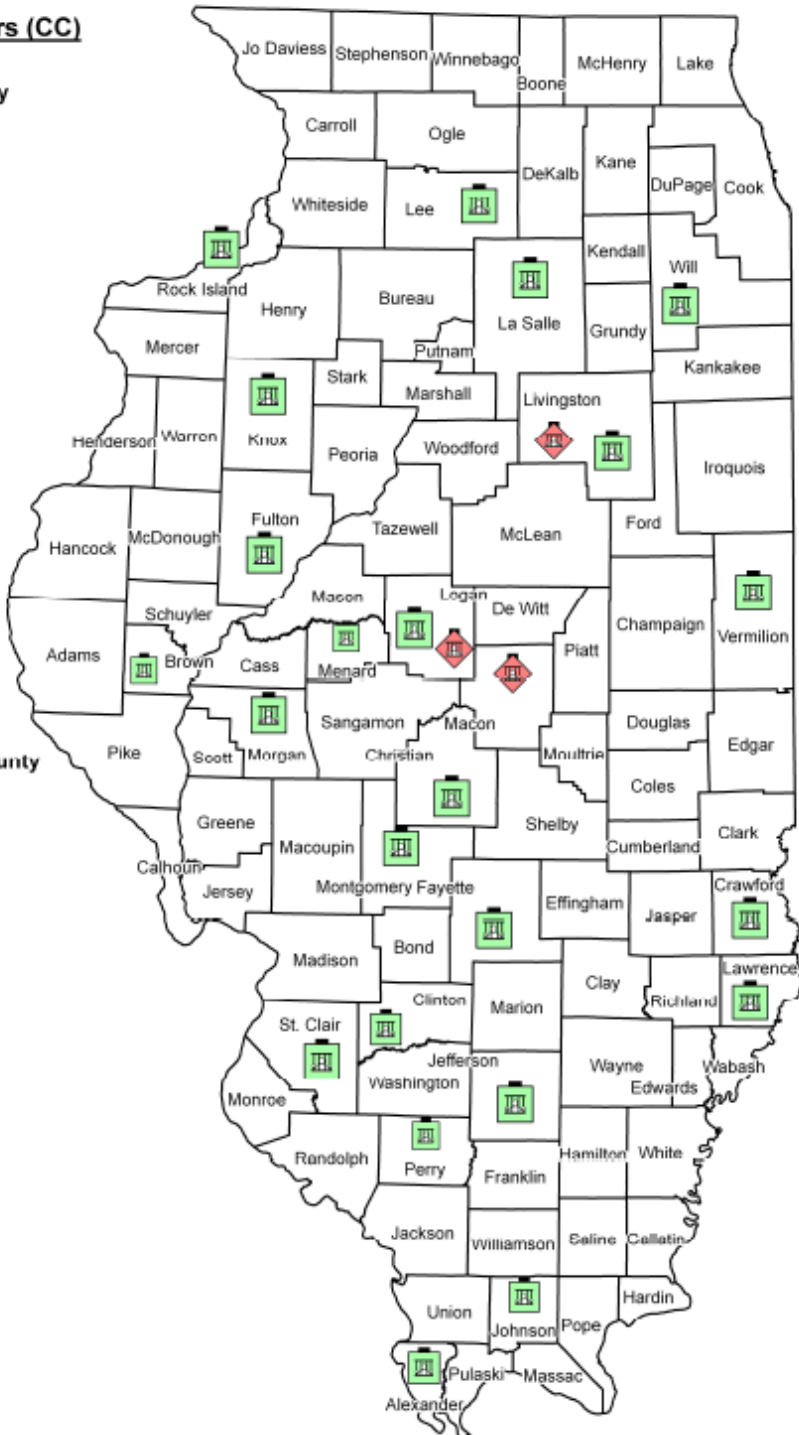 rs (CC)
Jo Daviess Stephenson Winnebago Boone McHenry Lake
y
Carroll Ogle DeKalb Kane DuPage Cook
Whiteside Lee
Kendall Will
Rock Island Henry Bureau La Salle Grundy
Mercer Putnam Kankakee
Stark Marshall Livingston
Henderson Warren Knox Peoria Woodford Iroquois
Hancock McDonough Fulton Tazewell McLean Ford
Mason Logan De Witt Champaign Vermilion
Adams Schuyler Brown Cass Menard Piatt
Pike Scott Morgan Sangamon Christian Macon Moultrie Douglas Edgar
unty
Coles
Greene Macoupin Shelby Cumberland Clark
Calhoun Jersey Montgomery Fayette Effingham Jasper Crawford
Madison Bond Clay Richland Lawrence
St. Clair Clinton Marion
Monroe Washington Jefferson Wayne Edwards Wabash
Randolph Perry Franklin Hamilton White
Jackson Williamson Saline Gallatin
Union Johnson Pope Hardin
Alexander Pulaski Massac